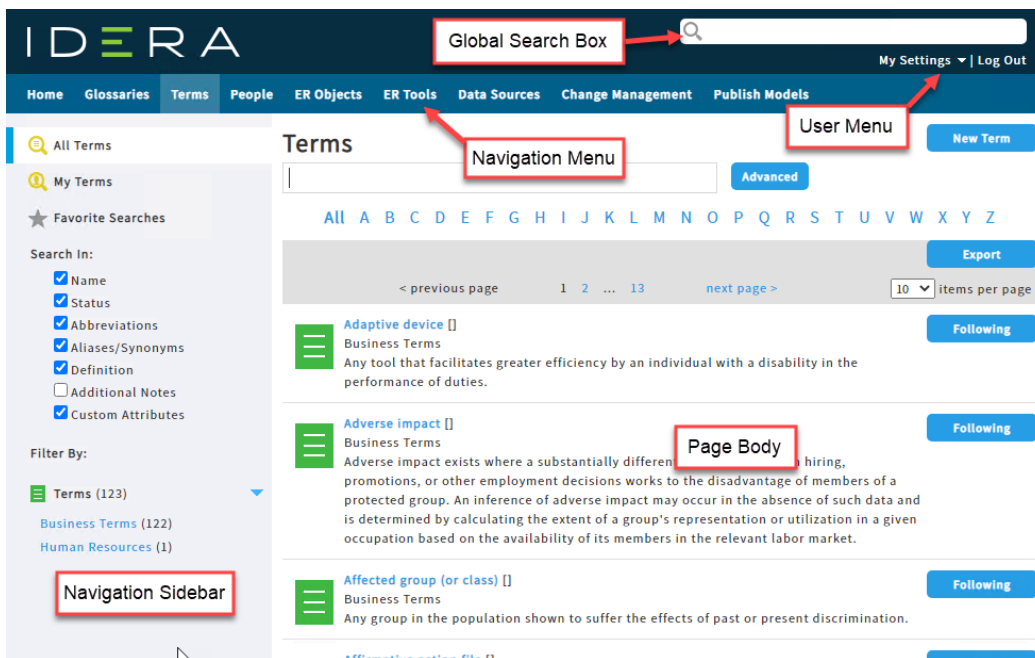 IDERA
Global Search Box
My Settings | Log Out
Home Glossaries Terms People ER Objects ER Tools Data Sources Change Management Publish Models
User Menu
Navigation Menu
All Terms
My Terms
Favorite Searches
Search In:
Name
Status
Abbreviations
Aliases/Synonyms
Definition
Additional Notes
Custom Attributes
Filter By:
Terms (123)
Business Terms (122)
Human Resources (1)
Navigation Sidebar
Terms
New Term
Advanced
All A B C D E F G H I J K L M N O P Q R S T U V W X Y Z
Export
< previous page 1 2 ... 13 next page > 10 items per page
Adaptive device []
Following
Business Terms
Any tool that facilitates greater efficiency by an individual with a disability in the
performance of duties.
Adverse impact []
Following
Business Terms
Page Body
Adverse impact exists where a substantially hiring,
promotions, or other employment decisions works to the disadvantage of members of a
protected group. An inference of adverse impact may occur in the absence of such data and
is determined by calculating the extent of a group's representation or utilization in a given
occupation based on the availability of its members in the relevant labor market.
Affected group (or class) []
Following
Business Terms
Any group in the population shown to suffer the effects of past or present discrimination.